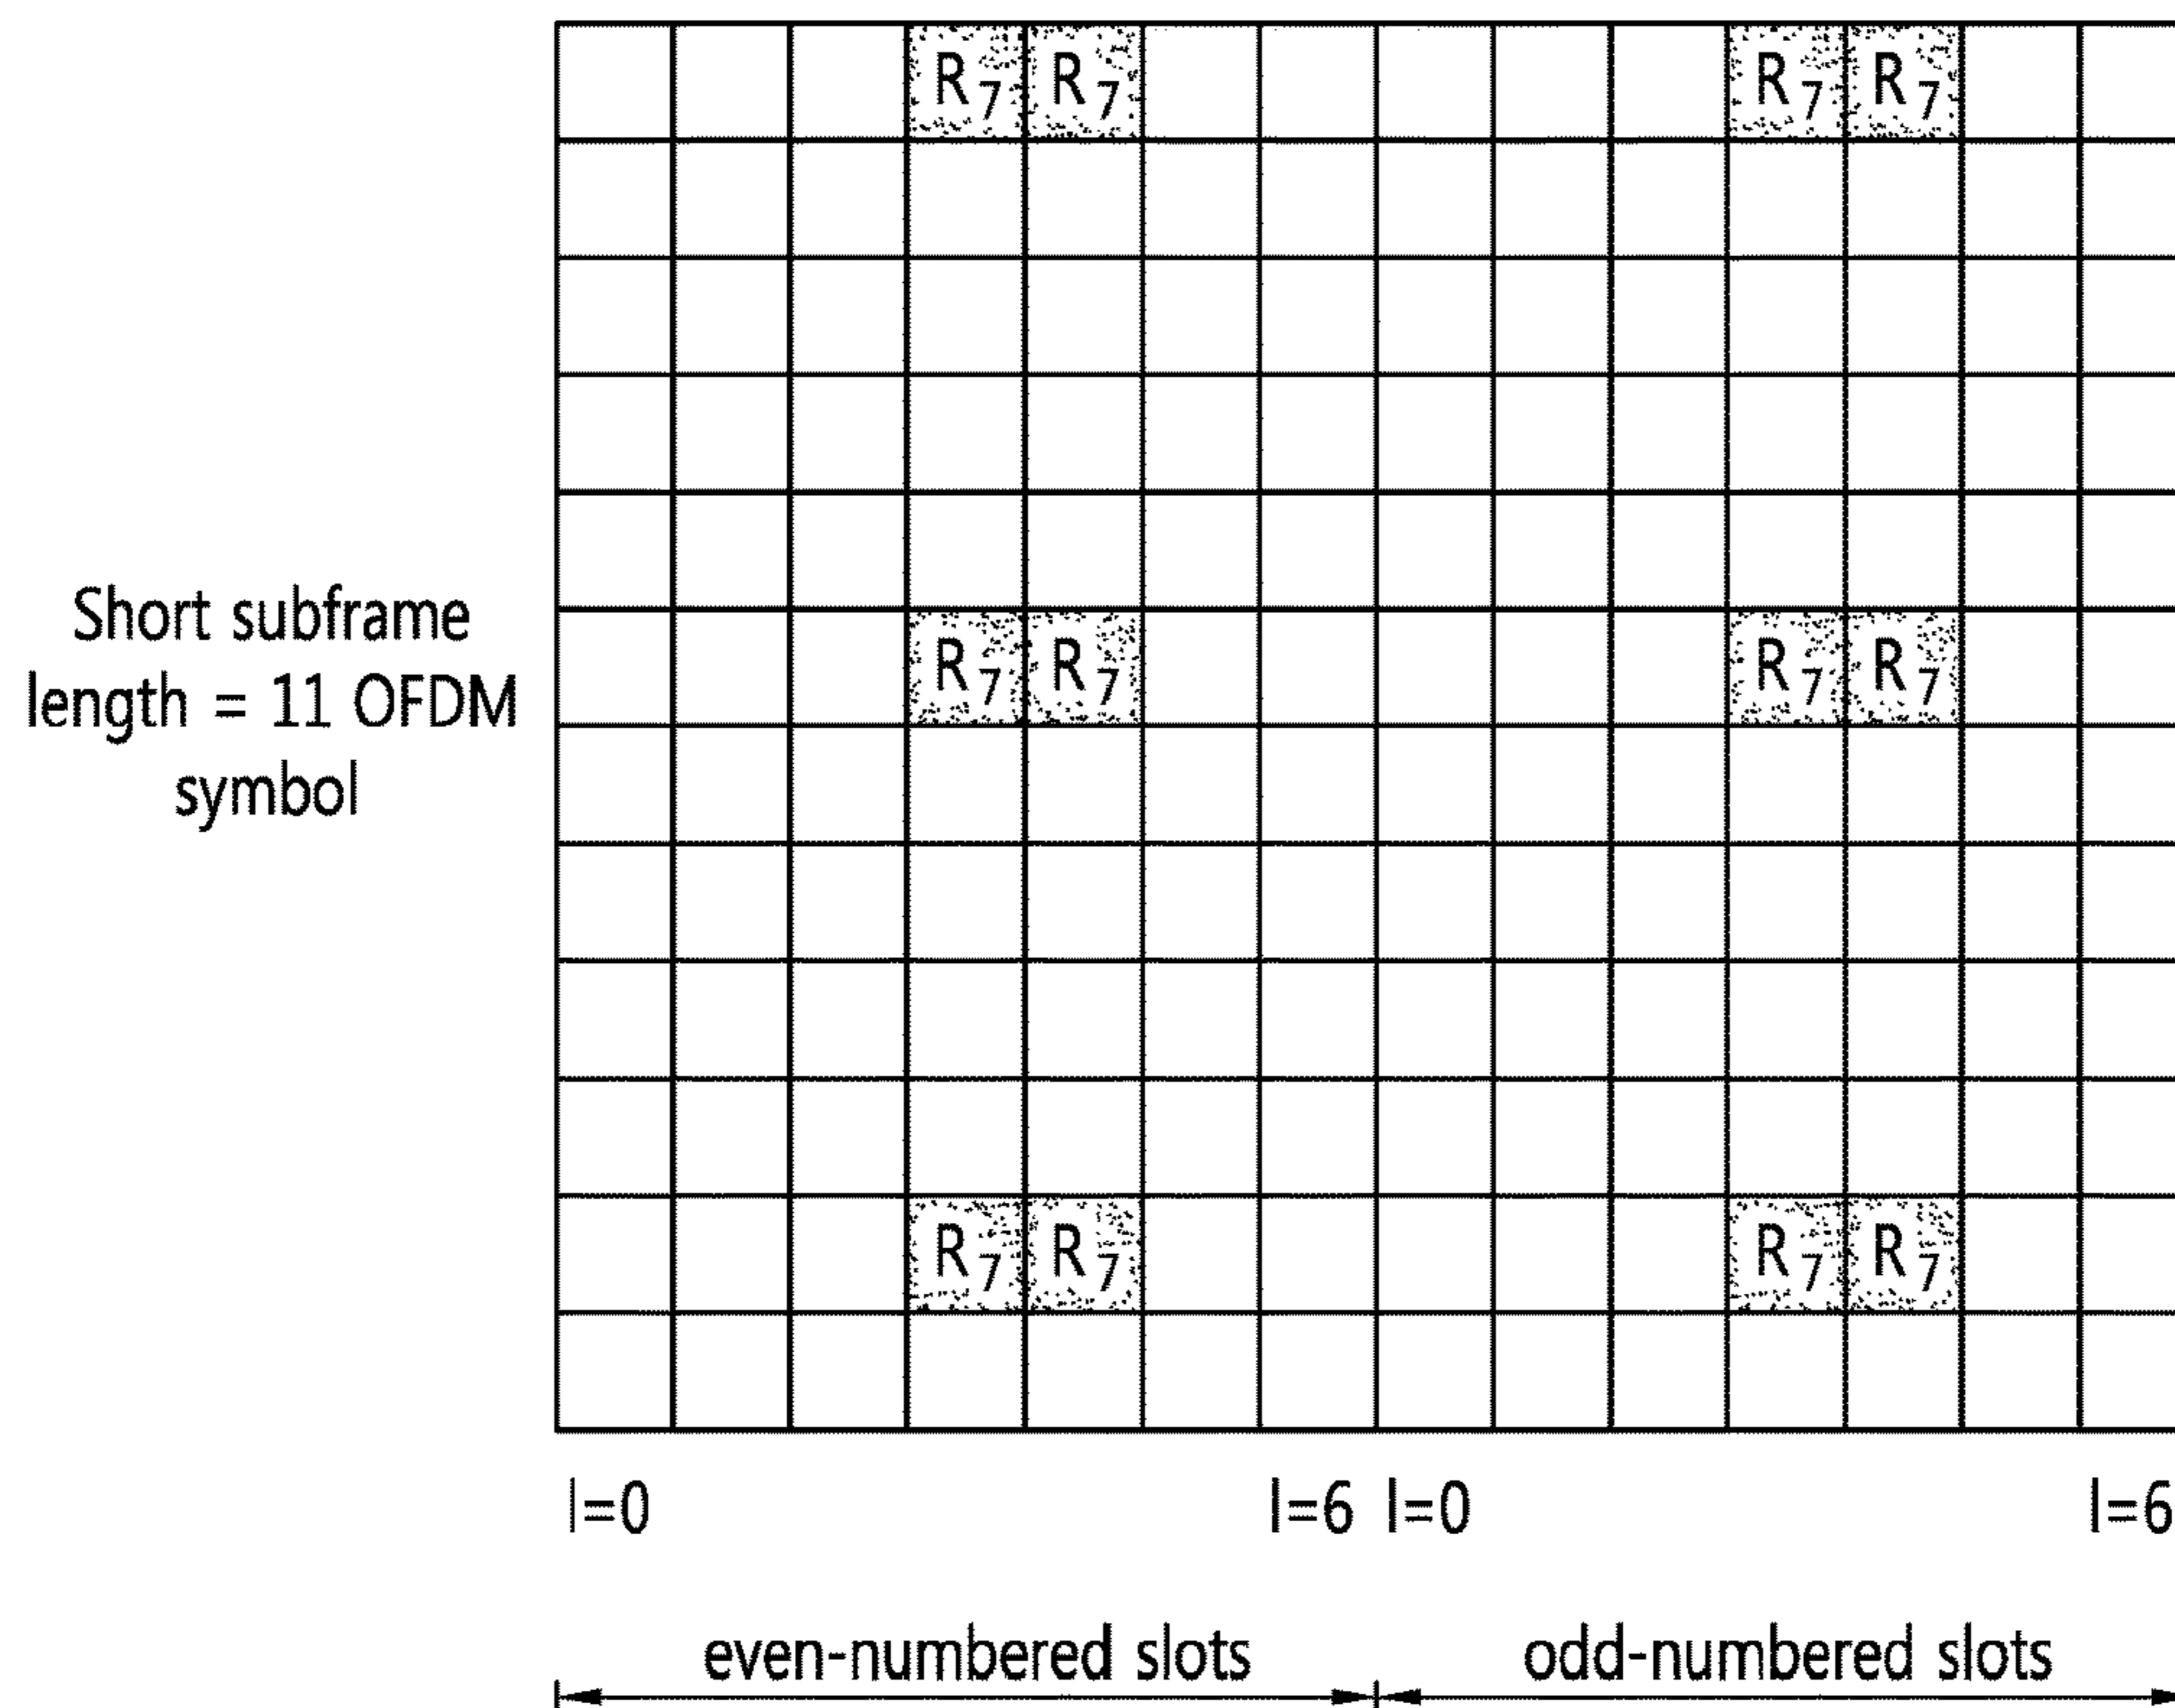 R7 R7 R7 R7
Short subframe
length = 11 OFDM
symbol
R7 R7 R7 R7
R7 R7 R7 R7
l=0 l=6 l=0 l=6
even-numbered slots odd-numbered slots